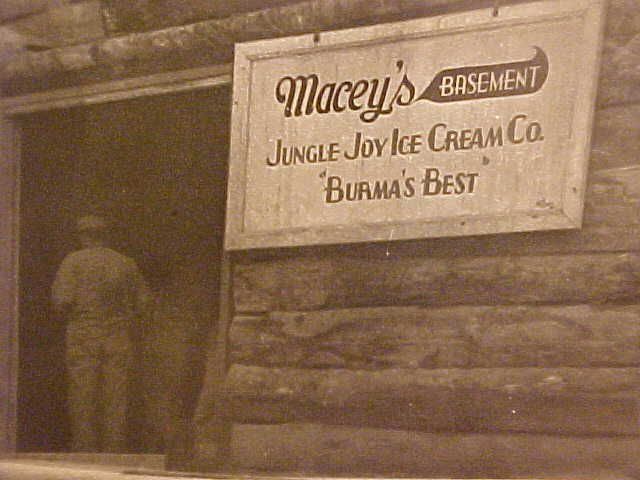 Macey's BASEMENT
JUNGLE JOY ICE CREAM CO.
"BURMA'S BEST"